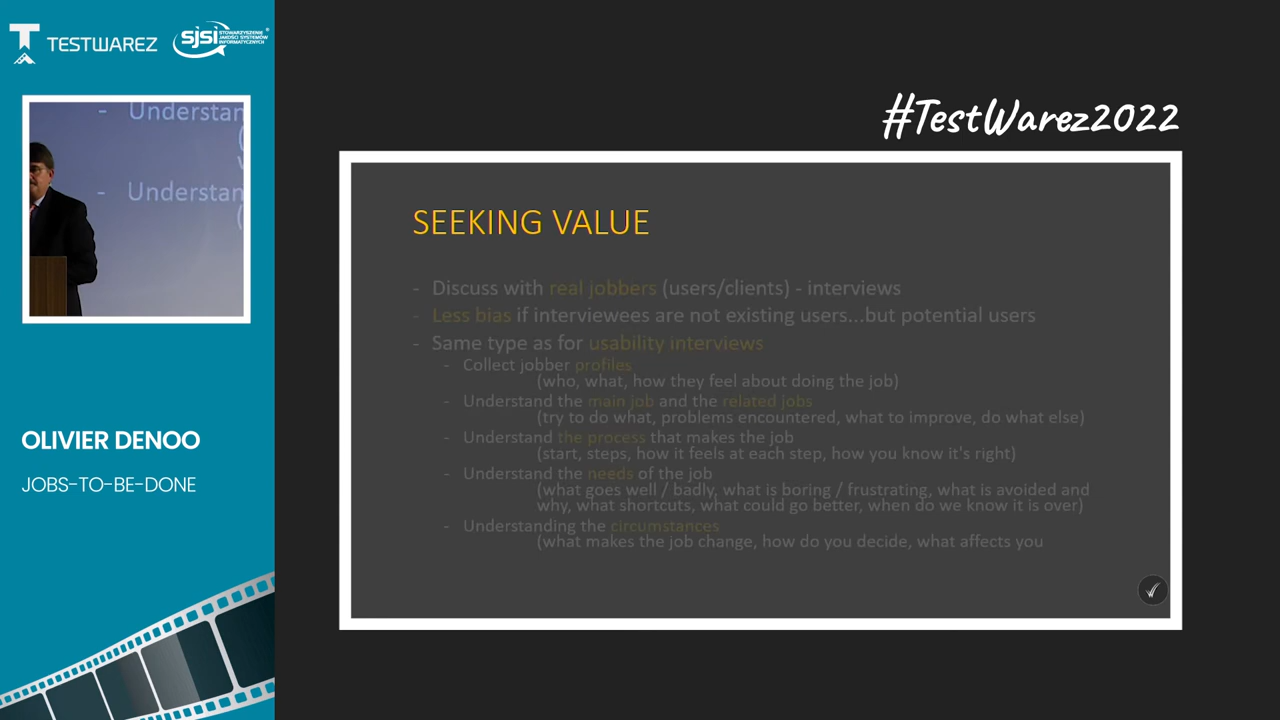 TESTWAREZ
sjsi STOWARZYSZENIE JAKOŚCI SYSTEMÓW INFORMATYCZNYCH
#TestWarez2022
- Understan
- Understan
OLIVIER DENOO
JOBS-TO-BE-DONE
SEEKING VALUE
- Discuss with real jobbers (users/clients) - interviews
- Less bias if interviewees are not existing users...but potential users
- Same type as for usability interviews
- Collect jobber profiles
(who, what, how they feel about doing the job)
- Understand the main job and the related jobs
(try to do what, problems encountered, what to improve, do what else)
- Understand the process that makes the job
(start, steps, how it feels at each step, how you know it's right)
- Understand the needs of the job
(what goes well / badly, what is boring / frustrating, what is avoided and
why, what shortcuts, what could go better, when do we know it is over)
- Understanding the circumstances
(what makes the job change, how do you decide, what affects you